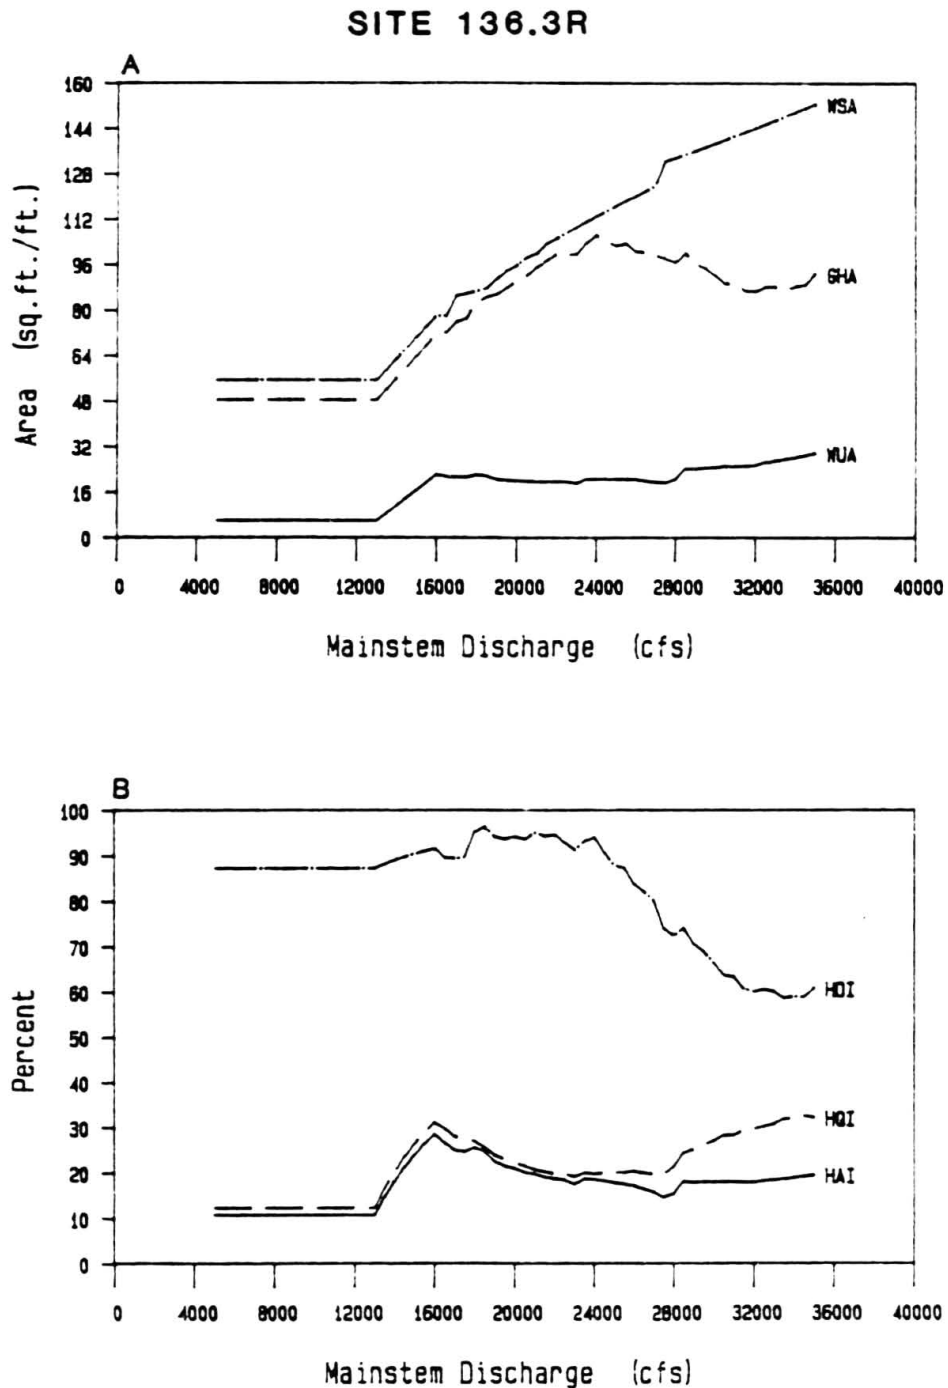 SITE 136.3R
A
160
144
128
112
96
80
64
48
32
16
0
Area (sq.ft./ft.)
WSA
GHA
WUA
0 4000 8000 12000 16000 20000 24000 28000 32000 36000 40000
Mainstem Discharge (cfs)
B
100
90
80
70
60
50
40
30
20
10
0
Percent
HDI
HQI
HAI
0 4000 8000 12000 16000 20000 24000 28000 32000 36000 40000
Mainstem Discharge (cfs)